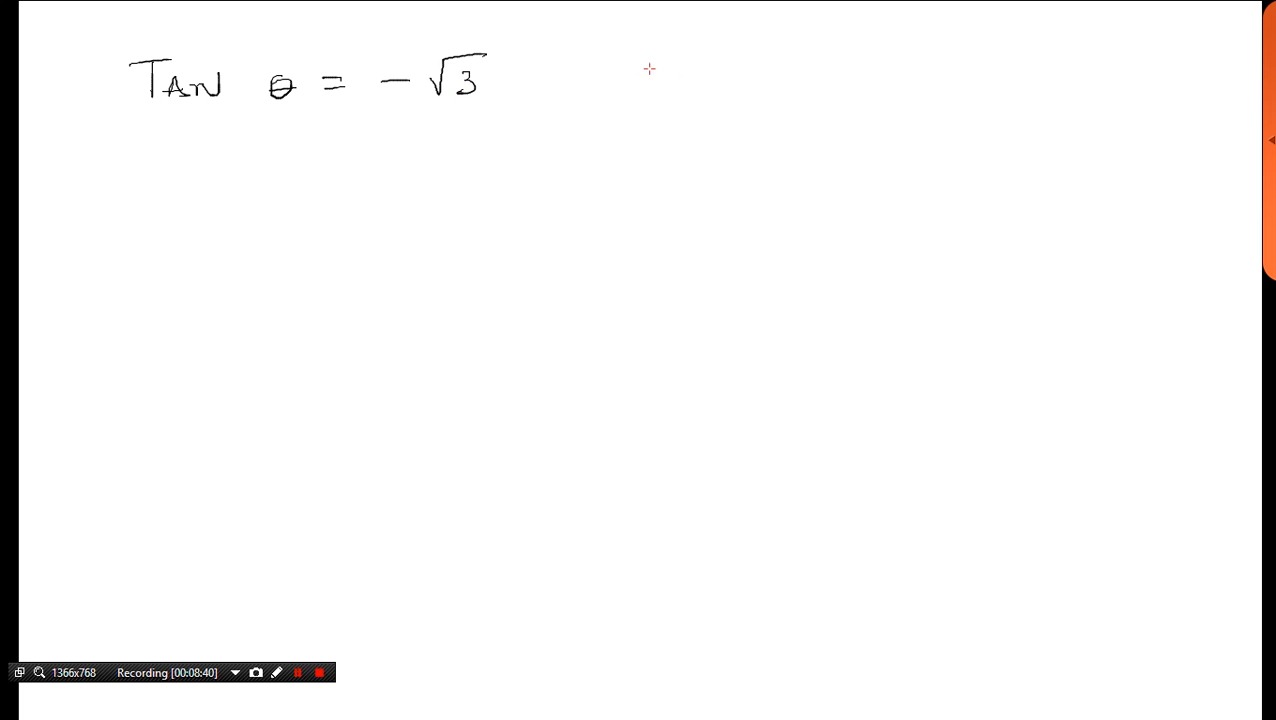 TAN θ = - √3
1366x768 Recording [00:08:40]